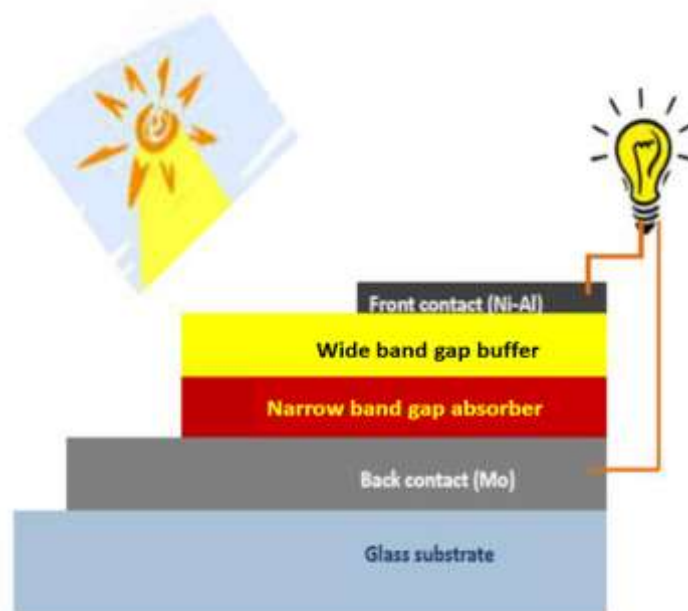 Front contact (Ni-Al)
Wide band gap buffer
Narrow band gap absorber
Back contact (Mo)
Glass substrate